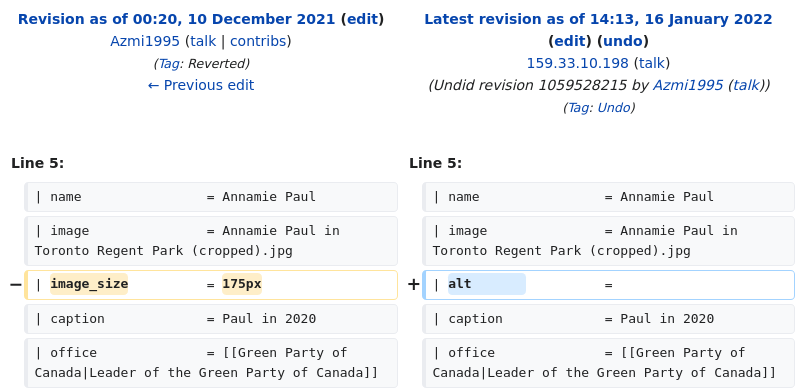 Revision as of 00:20, 10 December 2021 (edit)
Azmi1995 (talk | contribs)
(Tag: Reverted)
← Previous edit
Latest revision as of 14:13, 16 January 2022
(edit) (undo)
159.33.10.198 (talk)
(Undid revision 1059528215 by Azmi1995 (talk))
(Tag: Undo)
Line 5:
Line 5:
| name = Annamie Paul
| name = Annamie Paul
| image = Annamie Paul in
Toronto Regent Park (cropped).jpg
| image = Annamie Paul in
Toronto Regent Park (cropped).jpg
− | image_size = 175px
+ | alt =
| caption = Paul in 2020
| caption = Paul in 2020
| office = [[Green Party of
Canada|Leader of the Green Party of Canada]]
| office = [[Green Party of
Canada|Leader of the Green Party of Canada]]